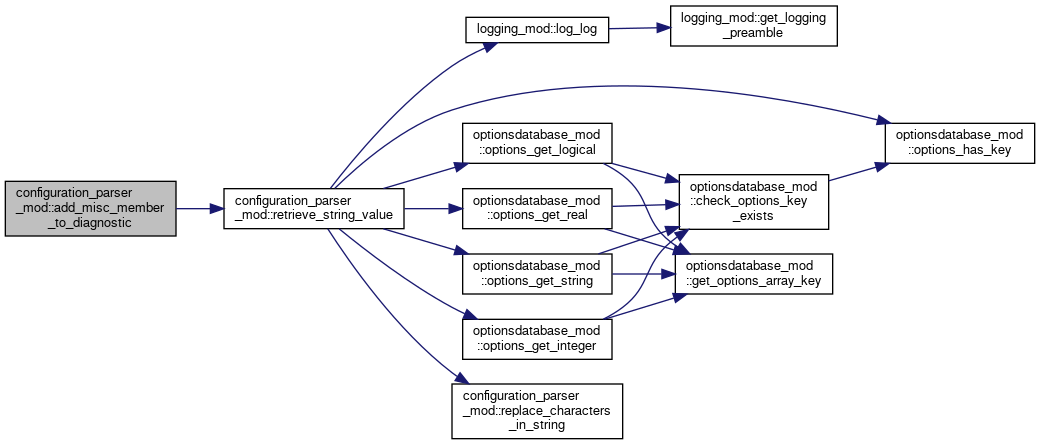 configuration_parser
_mod::add_misc_member
_to_diagnostic
configuration_parser
_mod::retrieve_string_value
logging_mod::log_log
logging_mod::get_logging
_preamble
optionsdatabase_mod
::options_get_logical
optionsdatabase_mod
::options_get_real
optionsdatabase_mod
::options_get_string
optionsdatabase_mod
::options_get_integer
configuration_parser
_mod::replace_characters
_in_string
optionsdatabase_mod
::check_options_key
_exists
optionsdatabase_mod
::get_options_array_key
optionsdatabase_mod
::options_has_key